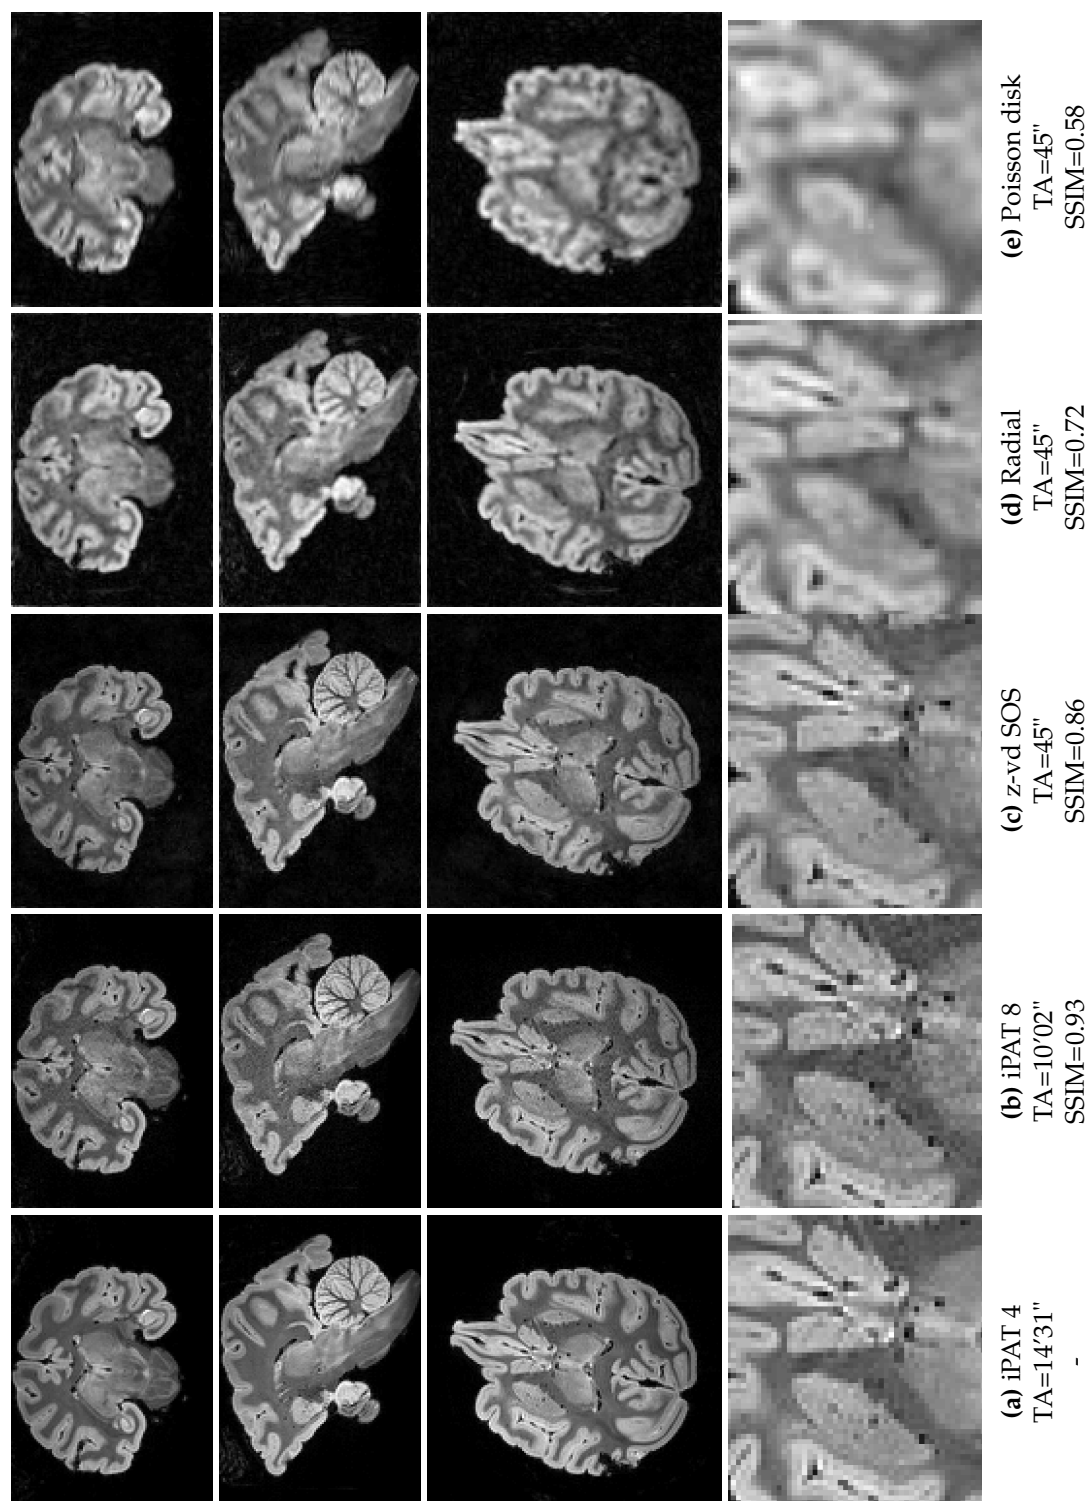 (a) iPAT 4
TA=14'31"
-
(b) iPAT 8
TA=10'02"
SSIM=0.93
(c) z-vd SOS
TA=45"
SSIM=0.86
(d) Radial
TA=45"
SSIM=0.72
(e) Poisson disk
TA=45"
SSIM=0.58